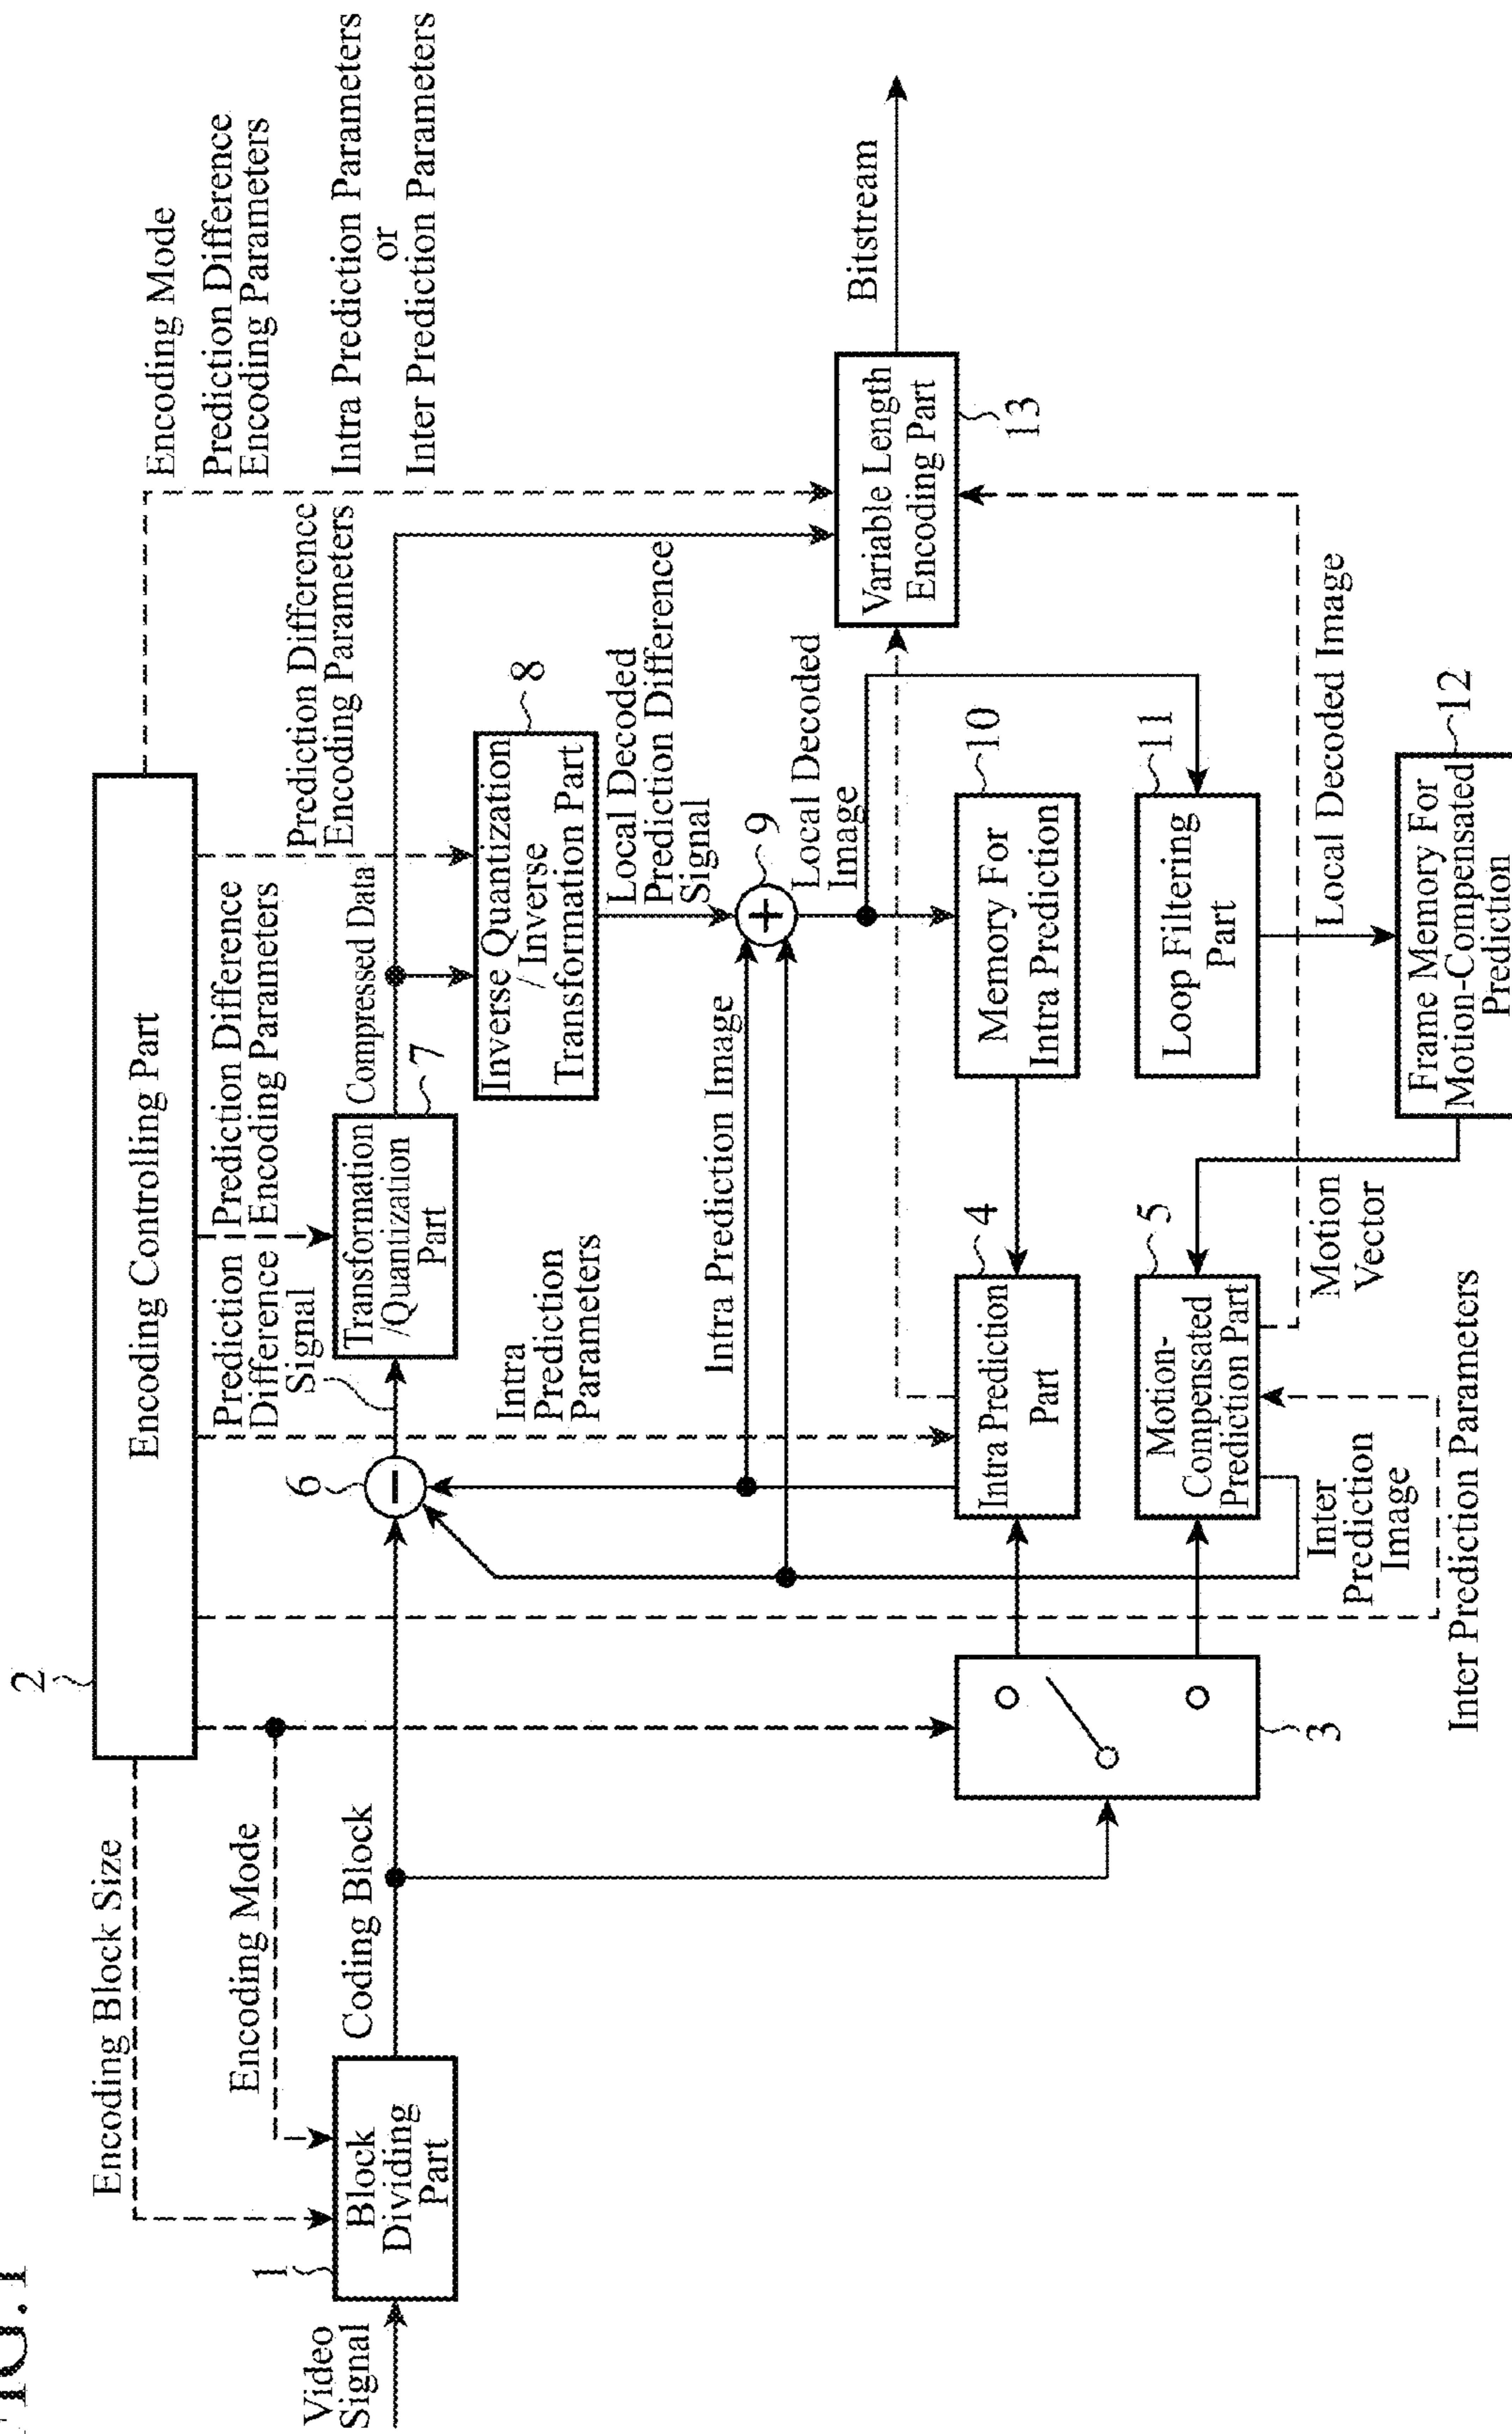 FIG.1
2
Encoding Controlling Part
Encoding Block Size
Encoding Mode
Encoding Mode
Prediction Difference
Encoding Parameters
Intra Prediction Parameters
or
Inter Prediction Parameters
Video
Signal
1
Block
Dividing
Part
Coding Block
6
Prediction
Difference
Signal
Prediction Difference
Encoding Parameters
Transformation
/Quantization
Part
7
Compressed Data
Prediction Difference
Encoding Parameters
Inverse Quantization
/ Inverse
Transformation Part
8
Intra
Prediction
Parameters
Local Decoded
Prediction Difference
Signal
9
Intra Prediction Image
Local Decoded
Image
Variable Length
Encoding Part
13
Bitstream
3
Intra Prediction
Part
4
Memory For
Intra Prediction
10
Motion-
Compensated
Prediction Part
5
Loop Filtering
Part
11
Inter
Prediction
Image
Motion
Vector
Local Decoded Image
Frame Memory For
Motion-Compensated
Prediction
12
Inter Prediction Parameters